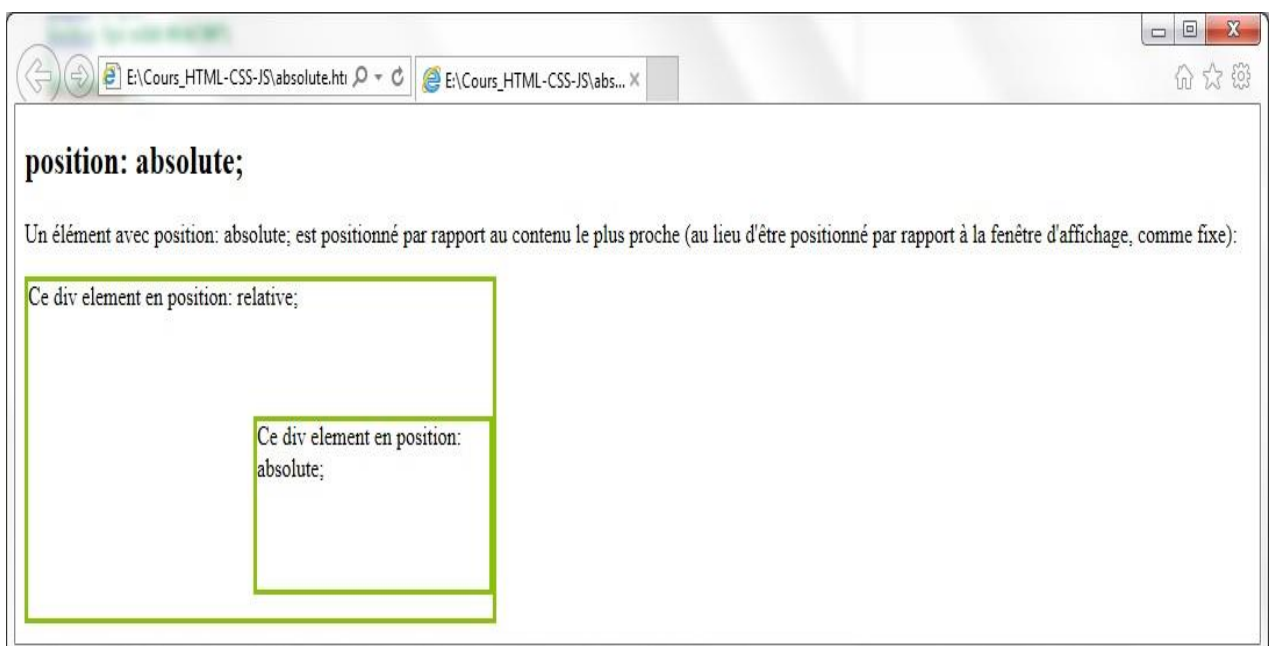 E:\Cours_HTML-CSS-JS\absolute.ht
E:\Cours_HTML-CSS-JS\abs...
position: absolute;
Un élément avec position: absolute; est positionné par rapport au contenu le plus proche (au lieu d'être positionné par rapport à la fenêtre d'affichage, comme fixe):
Ce div element en position: relative;
Ce div element en position:
absolute;